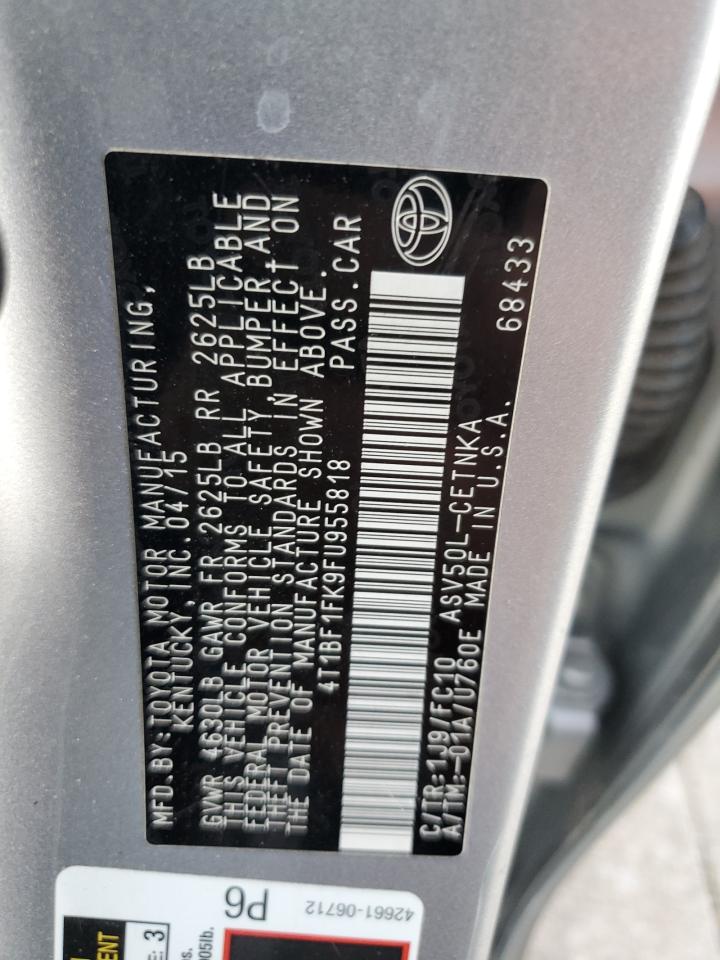 MFD.BY:TOYOTA MOTOR MANUFACTURING,
KENTUCKY, INC. 04/15
GVWR 4630LB GAWR FR 2625LB RR 2625LB
THIS VEHICLE CONFORMS TO ALL APPLICABLE
FEDERAL MOTOR VEHICLE SAFETY, BUMPER, AND
THEFT PREVENTION STANDARDS IN EFFECT ON
THE DATE OF MANUFACTURE SHOWN ABOVE.
4T1BF1FK9FU955818 PASS.CAR
C/TR:1J9/FC10 ASV50L-CETNKA
A/TM:-01A/U760E MADE IN U.S.A. 68433
P6
42661-06712
E: 3
905lb.